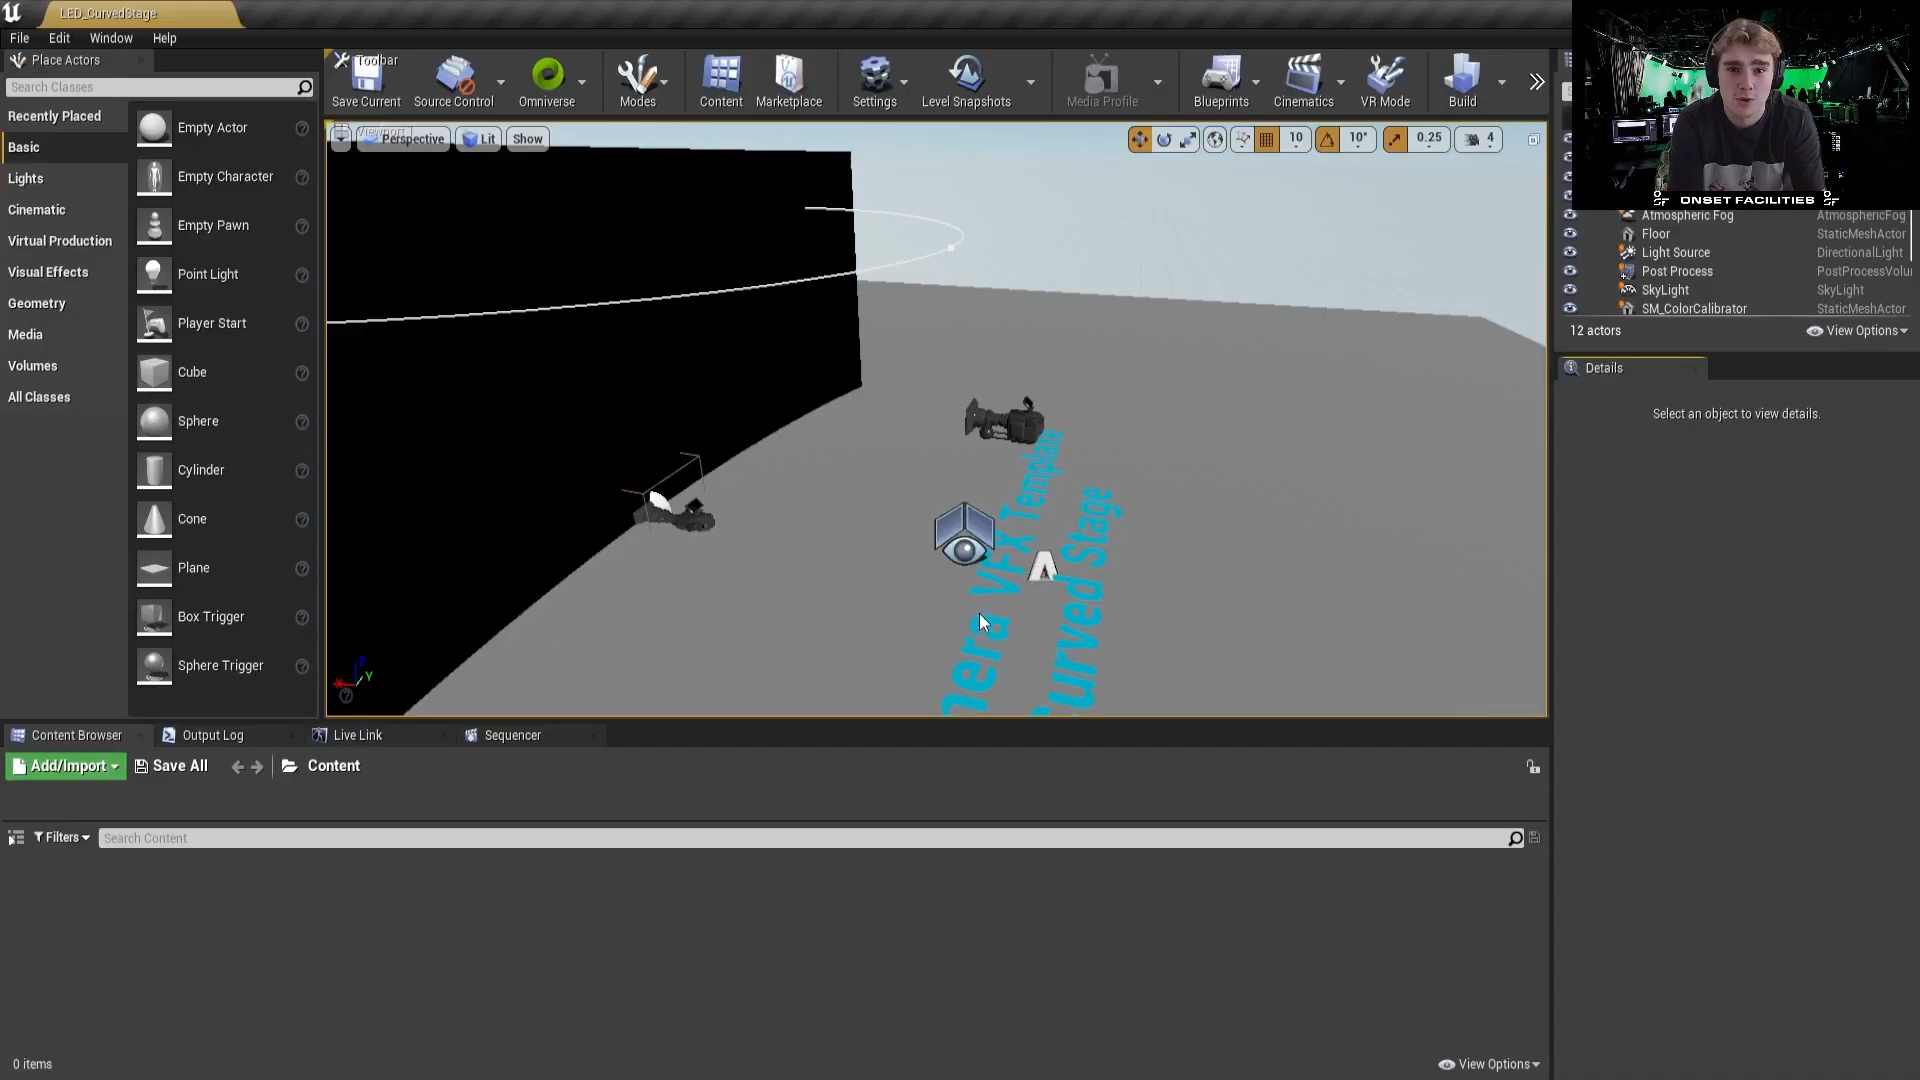 LED_CurvedStage
File Edit Window Help
Place Actors
Search Classes
Recently Placed
Basic
Lights
Cinematic
Virtual Production
Visual Effects
Geometry
Media
Volumes
All Classes
Empty Actor
Empty Character
Empty Pawn
Point Light
Player Start
Cube
Sphere
Cylinder
Cone
Plane
Box Trigger
Sphere Trigger
Toolbar
Save Current Source Control Omniverse Modes Content Marketplace Settings Level Snapshots Media Profile Blueprints Cinematics VR Mode Build
Viewport
Perspective Lit Show
10 10° 0.25 4
mera VFX Template
Curved Stage
X Y Z
ONSET FACILITIES
Atmospheric Fog AtmosphericFog
Floor StaticMeshActor
Light Source DirectionalLight
Post Process PostProcessVolu
SkyLight SkyLight
SM_ColorCalibrator StaticMeshActor
12 actors View Options
Details
Select an object to view details.
Content Browser Output Log Live Link Sequencer
Add/Import Save All Content
Filters Search Content
0 items View Options